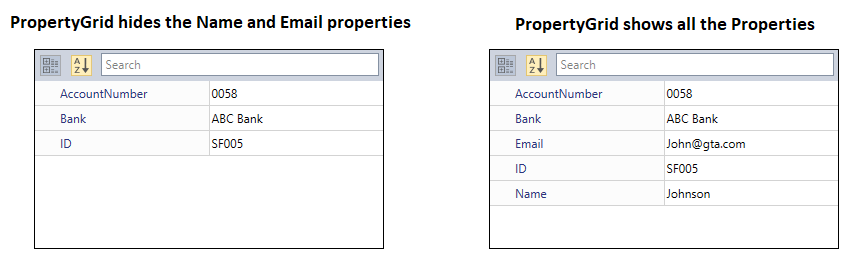 PropertyGrid hides the Name and Email properties
A Z Search
AccountNumber 0058
Bank ABC Bank
ID SF005
PropertyGrid shows all the Properties
A Z Search
AccountNumber 0058
Bank ABC Bank
Email John@gta.com
ID SF005
Name Johnson